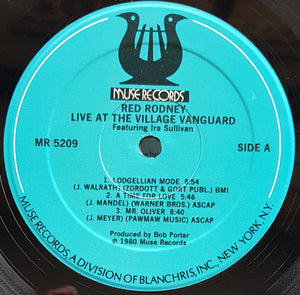 MUSE RECORDS
RED RODNEY
LIVE AT THE VILLAGE VANGUARD
Featuring Ira Sullivan
MR 5209
SIDE A
1. LODGELLIAN MODE 8:54
(J. WALRATH) (ZORDOTT & GORT PUBL.) BMI
2. A TIME FOR LOVE 5:46
(J. MANDEL) (WARNER BROS.) ASCAP
3. MR. OLIVER 8:40
(J. MEYER) (PAWMAW MUSIC) ASCAP
Produced by Bob Porter
℗ 1980 Muse Records
MUSE RECORDS, A DIVISION OF BLANCHRIS, INC., NEW YORK, N.Y.